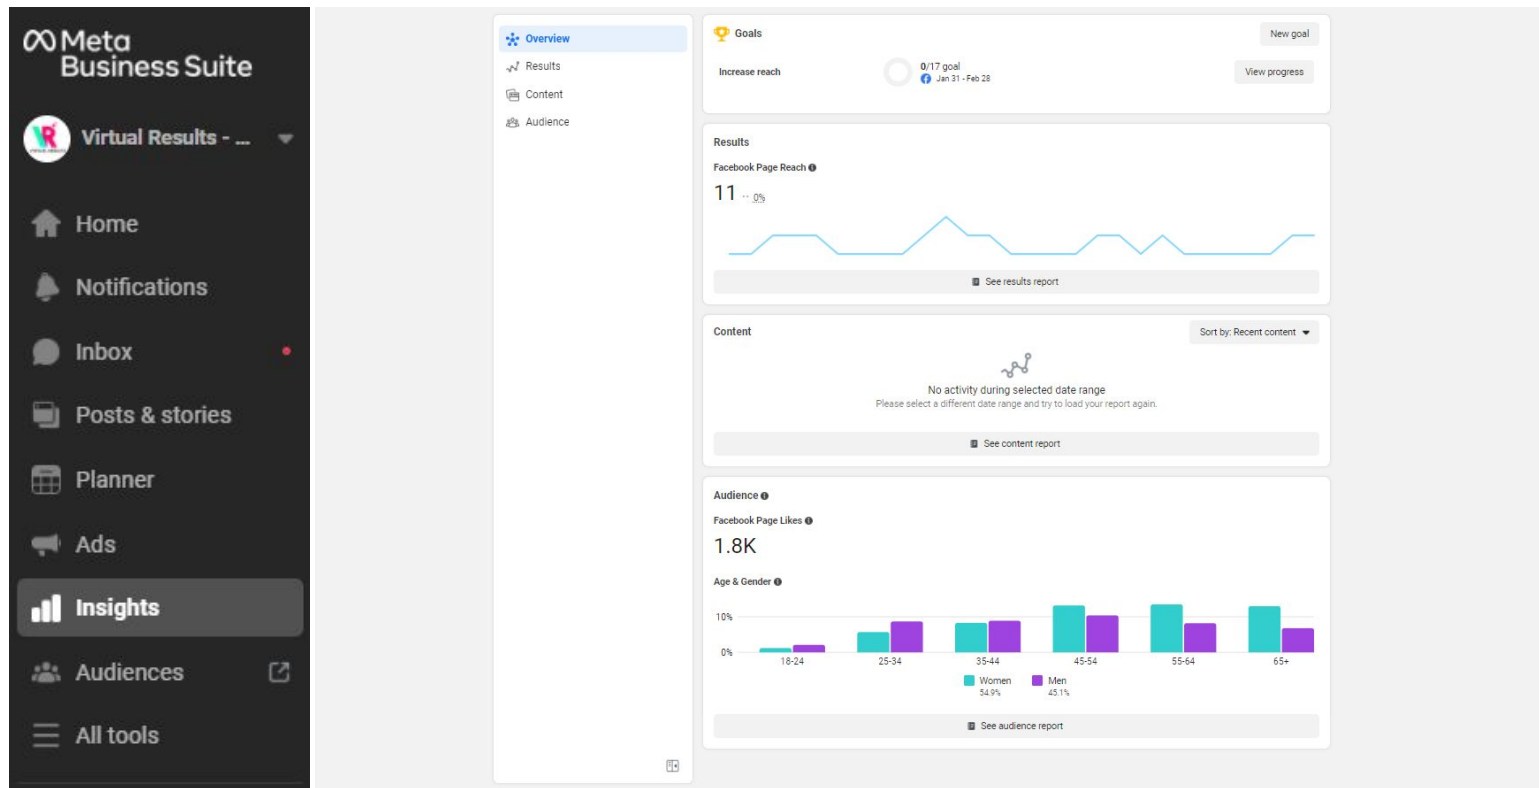 Meta
Business Suite
Virtual Results - ...
Home
Notifications
Inbox
Posts & stories
Planner
Ads
Insights
Audiences
All tools
Overview
Results
Content
Audience
Goals
New goal
Increase reach
0/17 goal
Jan 31 - Feb 28
View progress
Results
Facebook Page Reach
11 -- 0%
See results report
Content
Sort by: Recent content
No activity during selected date range
Please select a different date range and try to load your report again.
See content report
Audience
Facebook Page Likes
1.8K
Age & Gender
10%
0%
18-24 25-34 35-44 45-54 55-64 65+
Women Men
54.9% 45.1%
See audience report